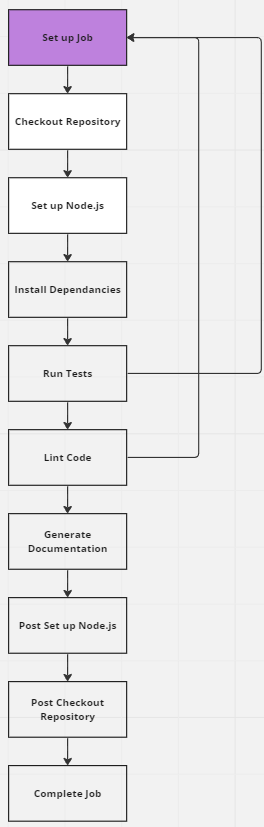 Set up Job
Checkout Repository
Set up Node.js
Install Dependancies
Run Tests
Lint Code
Generate
Documentation
Post Set up Node.js
Post Checkout
Repository
Complete Job